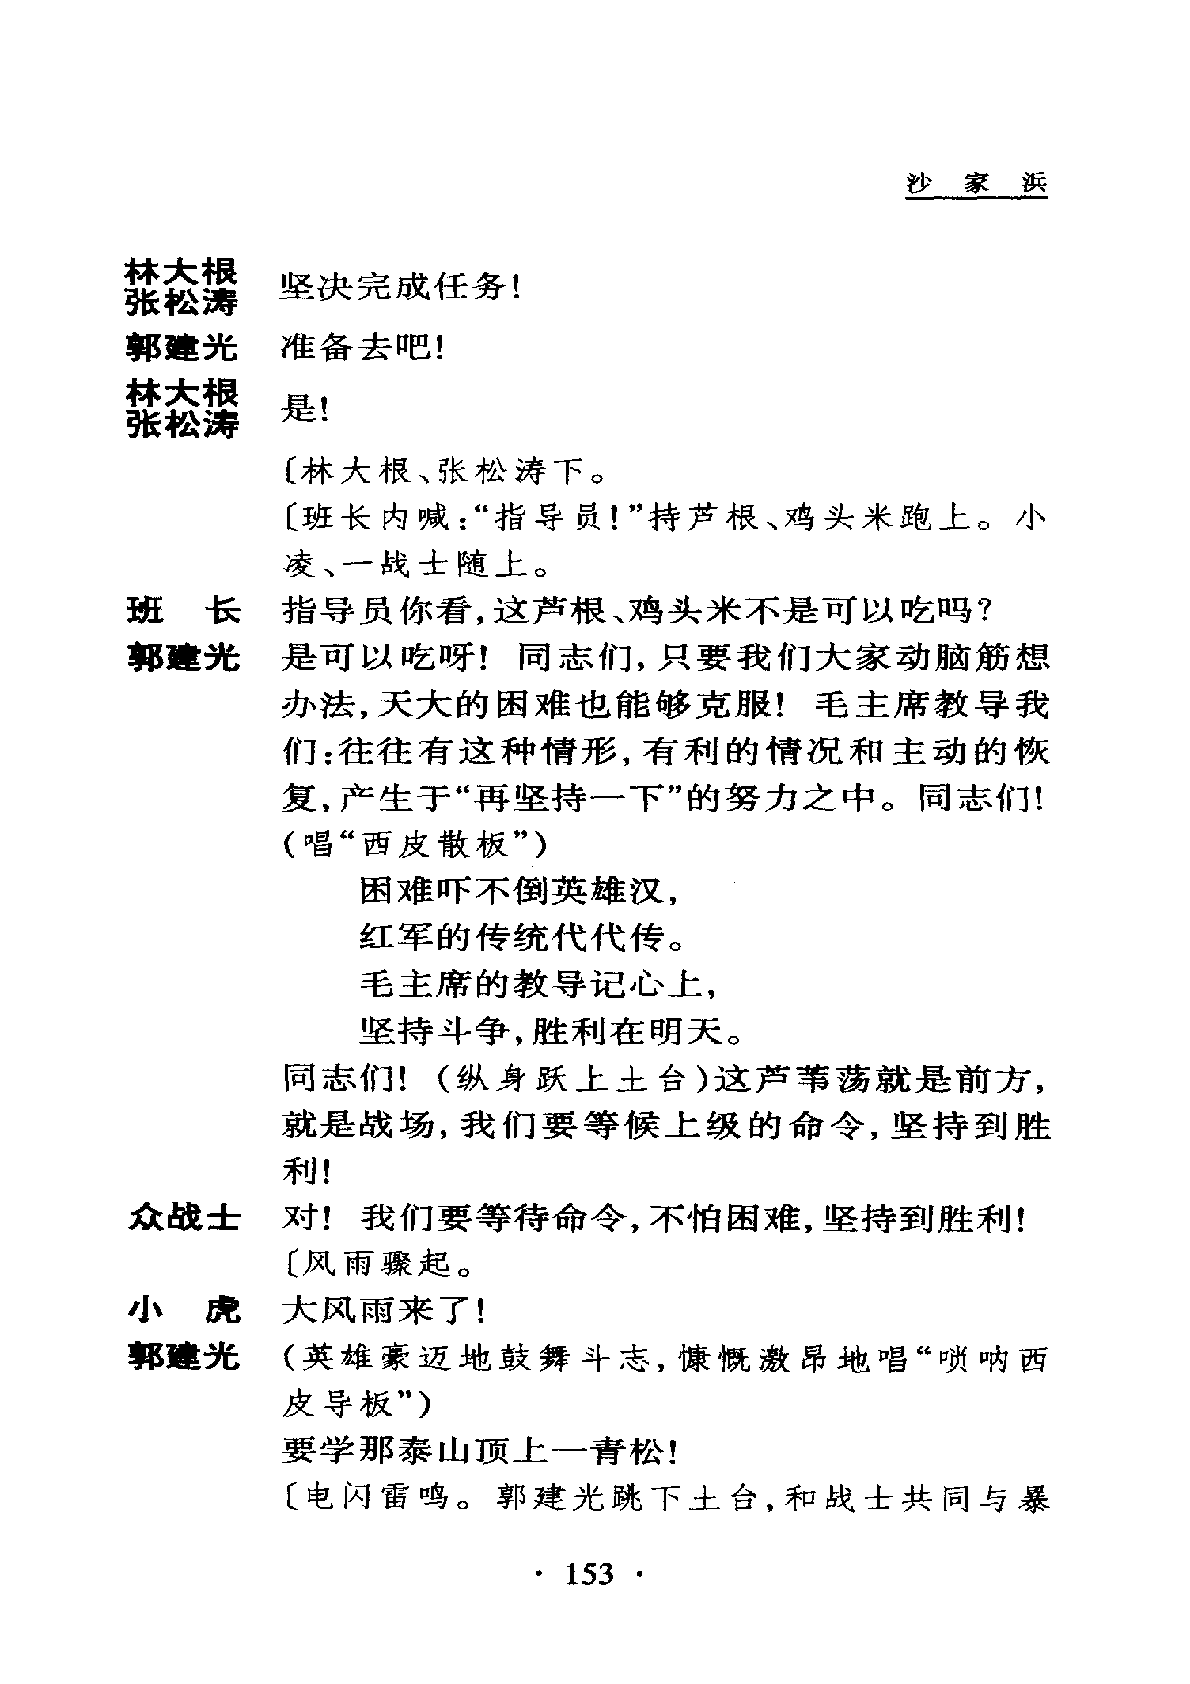 沙 家 浜
林大根
张松涛 坚决完成任务!
郭建光 准备去吧!
林大根
张松涛 是!
〔林大根、张松涛下。
〔班长内喊:“指导员!”持芦根、鸡头米跑上。小
凌、一战士随上。
班 长 指导员你看,这芦根、鸡头米不是可以吃吗?
郭建光 是可以吃呀! 同志们,只要我们大家动脑筋想
办法,天大的困难也能够克服! 毛主席教导我
们:往往有这种情形,有利的情况和主动的恢
复,产生于“再坚持一下”的努力之中。同志们!
(唱“西皮散板”)
困难吓不倒英雄汉,
红军的传统代代传。
毛主席的教导记心上,
坚持斗争,胜利在明天。
同志们! (纵身跃上土台)这芦苇荡就是前方,
就是战场,我们要等候上级的命令,坚持到胜
利!
众战士 对! 我们要等待命令,不怕困难,坚持到胜利!
〔风雨骤起。
小 虎 大风雨来了!
郭建光 (英雄豪迈地鼓舞斗志,慷慨激昂地唱“唢呐西
皮导板”)
要学那泰山顶上一青松!
〔电闪雷鸣。郭建光跳下土台,和战士共同与暴
· 153 ·